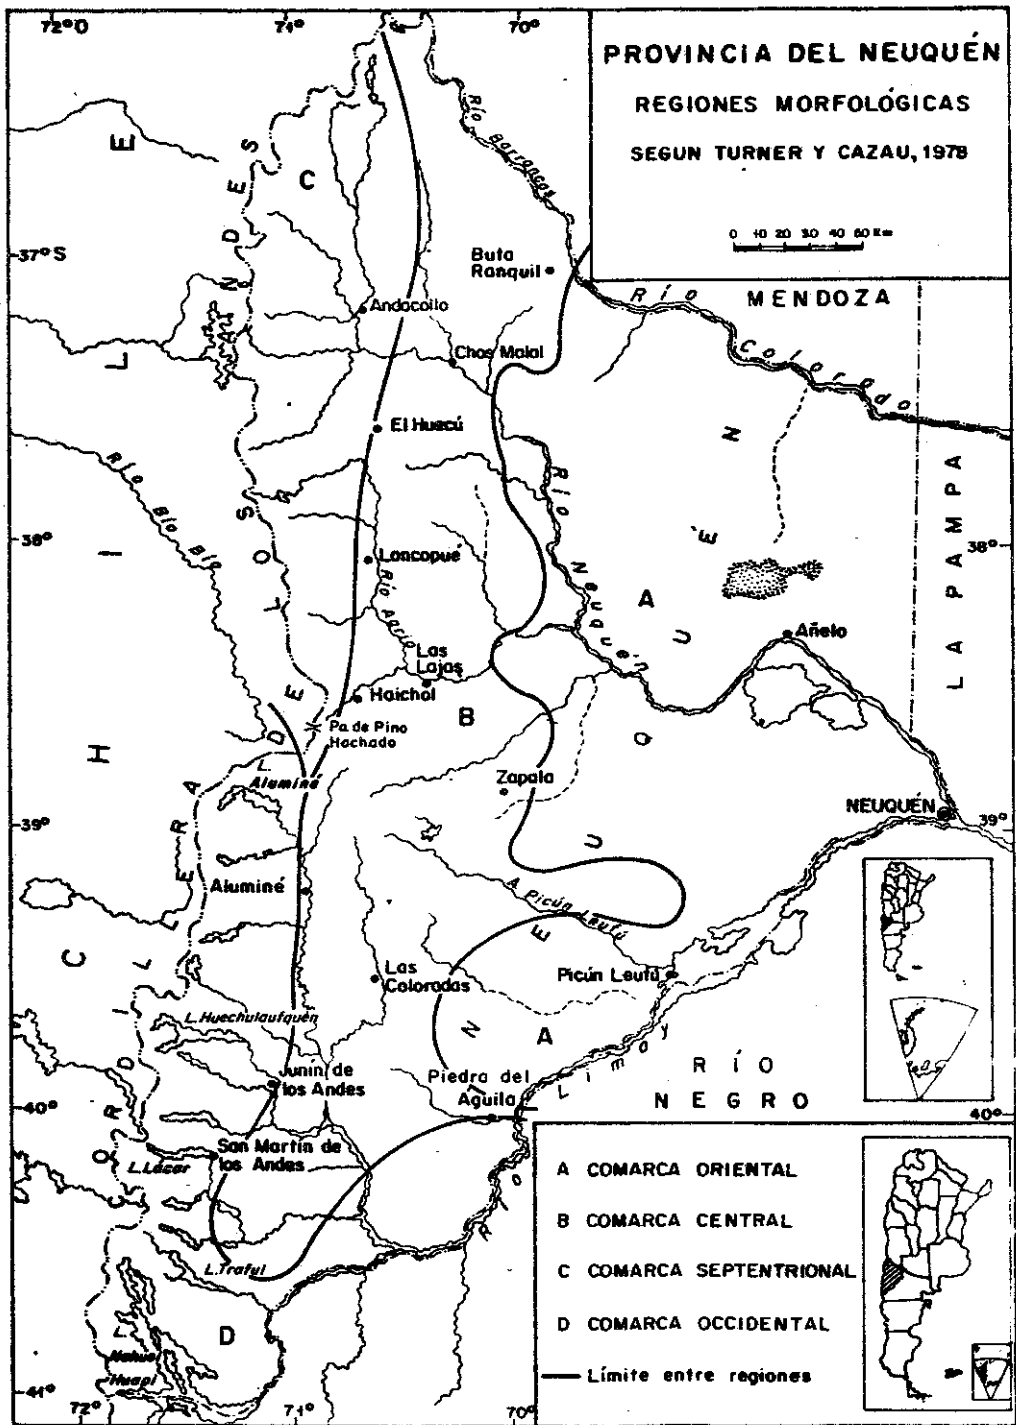 72°0
71°
70°
PROVINCIA DEL NEUQUÉN
REGIONES MORFOLÓGICAS
SEGUN TURNER Y CAZAU, 1978
0 10 20 30 40 50 Km
Río Barrancas
C
37°S
Buta
Ranquil
Río Colorado
MENDOZA
Andacollo
Chos Malal
El Huecú
Río Bío Bío
Río Neuquén
LA PAMPA
38°
38°
Loncopué
Río Agrio
A
Añelo
Las
Lajas
Haichol
B
Pa. de Pino
Hachado
L.
Aluminé
Zapala
NEUQUÉN
39°
39°
Aluminé
A. Picún Leufú
CHILE
CORDILLERA DE LOS ANDES
NEUQUÉN
Las
Coloradas
Picún Leufú
L. Huechulaufquén
A
Río Limay
RÍO
NEGRO
Junín de
los Andes
Piedra del
Aguila
40°
40°
San Martín de
los Andes
L. Lácar
L. Traful
D
L.
Nahuel
Huapi
41°
72°
71°
70°
A COMARCA ORIENTAL
B COMARCA CENTRAL
C COMARCA SEPTENTRIONAL
D COMARCA OCCIDENTAL
Límite entre regiones